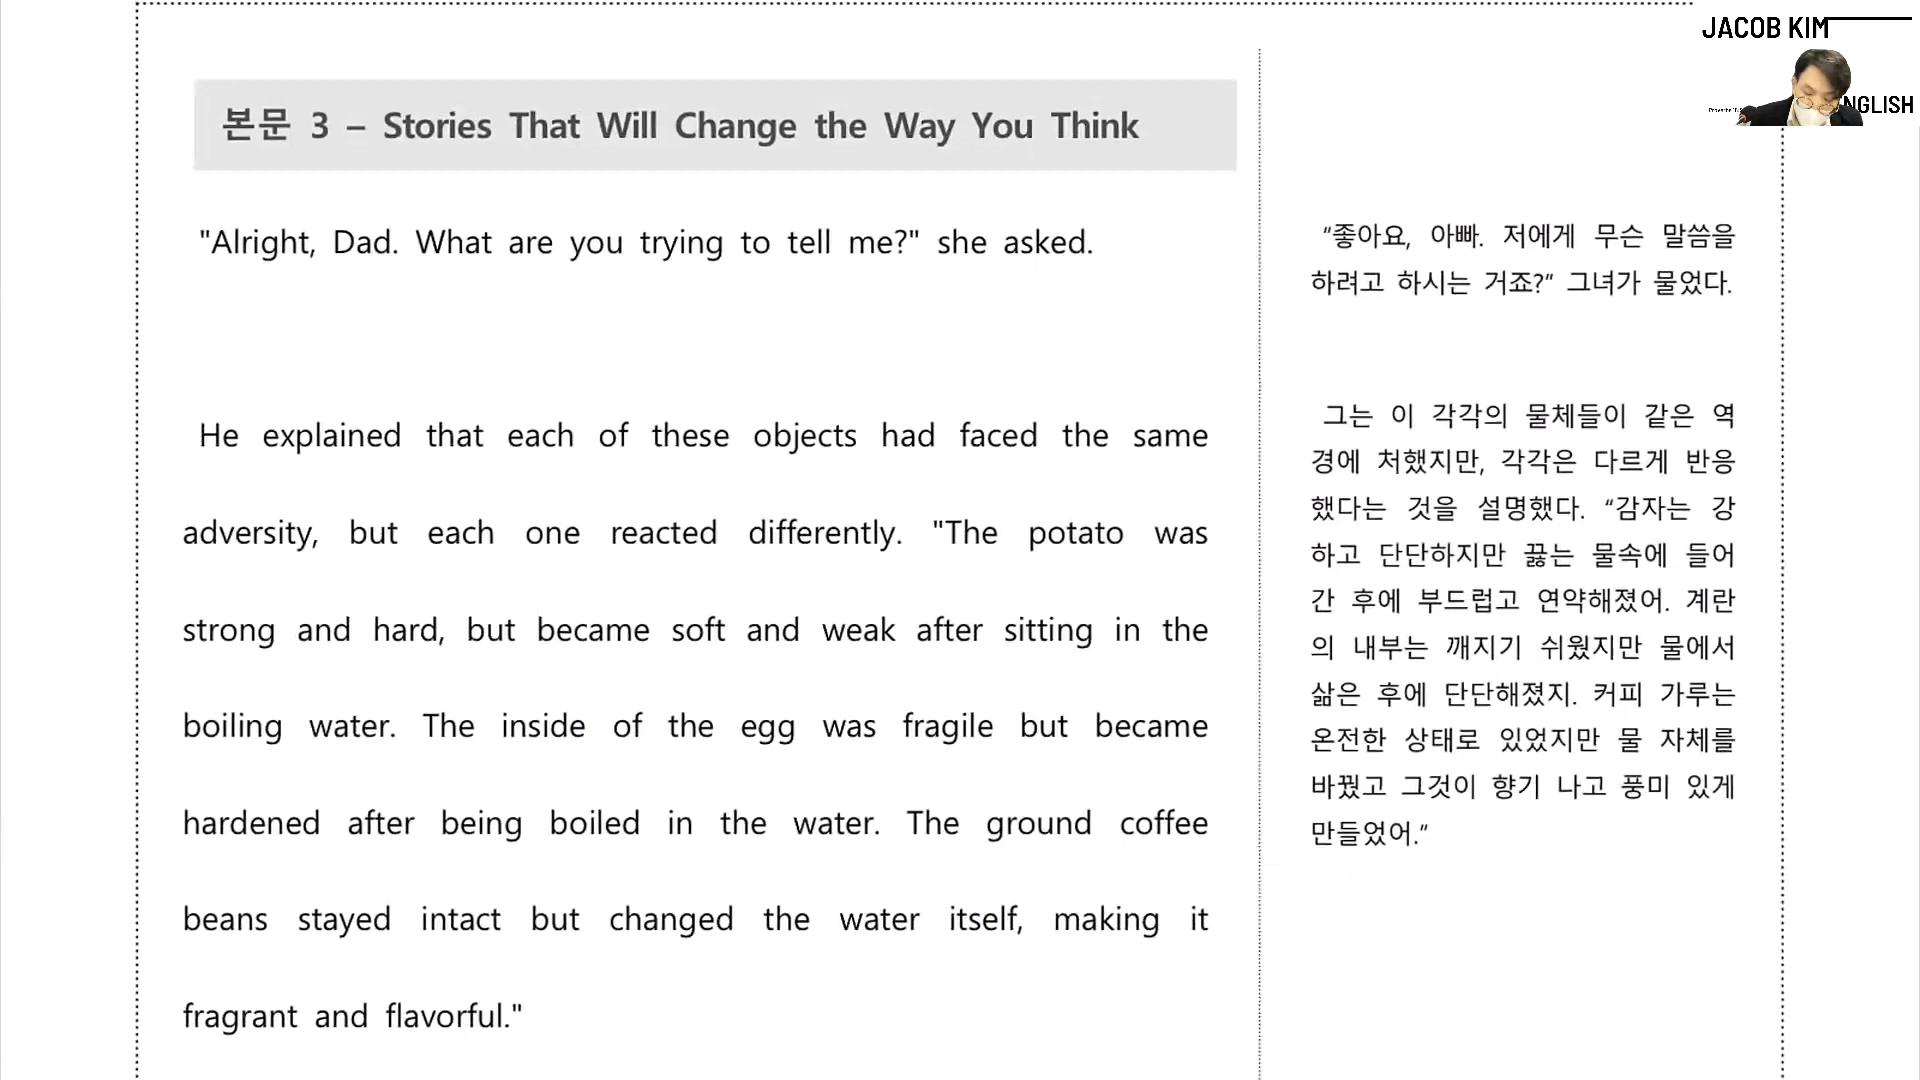 JACOB KIM
NGLISH
본문 3 – Stories That Will Change the Way You Think
"Alright, Dad. What are you trying to tell me?" she asked.
He explained that each of these objects had faced the same
adversity, but each one reacted differently. "The potato was
strong and hard, but became soft and weak after sitting in the
boiling water. The inside of the egg was fragile but became
hardened after being boiled in the water. The ground coffee
beans stayed intact but changed the water itself, making it
fragrant and flavorful."
“좋아요, 아빠. 저에게 무슨 말씀을
하려고 하시는 거죠?” 그녀가 물었다.
그는 이 각각의 물체들이 같은 역
경에 처했지만, 각각은 다르게 반응
했다는 것을 설명했다. “감자는 강
하고 단단하지만 끓는 물속에 들어
간 후에 부드럽고 연약해졌어. 계란
의 내부는 깨지기 쉬웠지만 물에서
삶은 후에 단단해졌지. 커피 가루는
온전한 상태로 있었지만 물 자체를
바꿨고 그것이 향기 나고 풍미 있게
만들었어.”